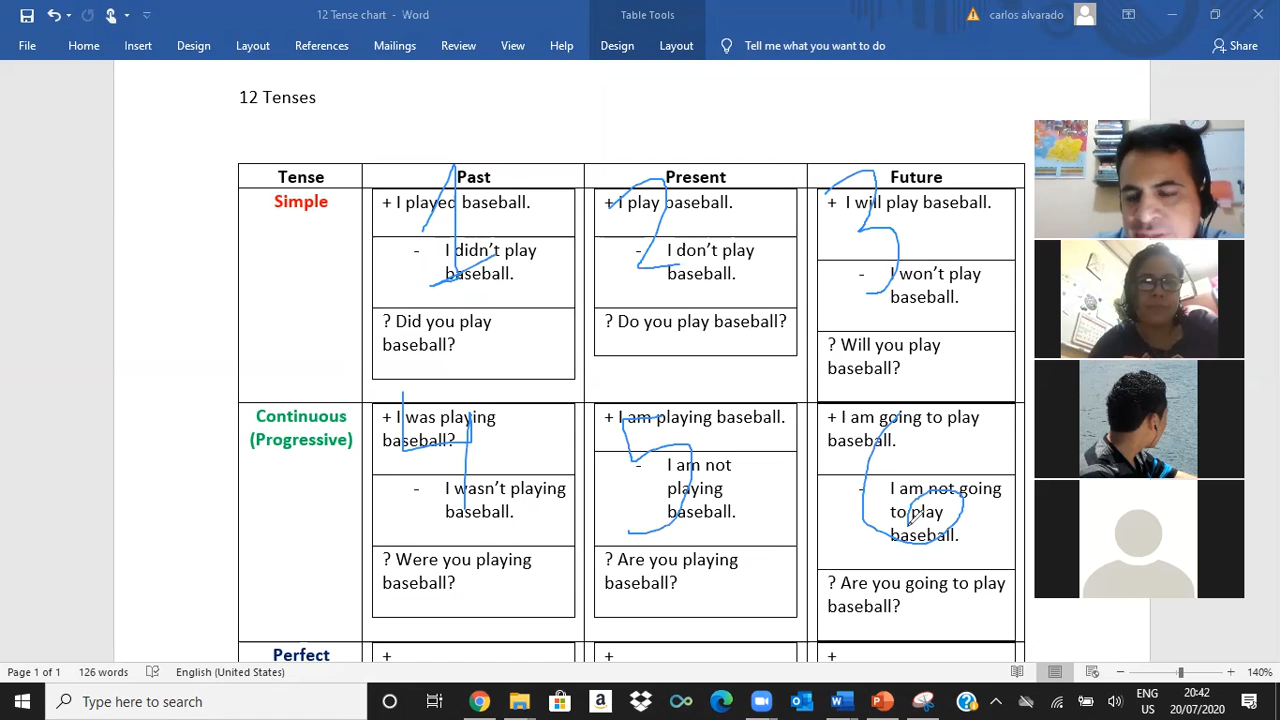 12 Tense chart - Word
Table Tools
carlos alvarado
File Home Insert Design Layout References Mailings Review View Help Design Layout Tell me what you want to do Share
12 Tenses
Tense Past Present Future
Simple
+ I played baseball.
- I didn't play
baseball.
? Did you play
baseball?
+ I play baseball.
- I don't play
baseball.
? Do you play baseball?
+ I will play baseball.
- I won't play
baseball.
? Will you play
baseball?
1
2
3
Continuous
(Progressive)
+ I was playing
baseball?
- I wasn't playing
baseball.
? Were you playing
baseball?
+ I am playing baseball.
- I am not
playing
baseball.
? Are you playing
baseball?
+ I am going to play
baseball.
- I am not going
to play
baseball.
? Are you going to play
baseball?
4
5
6
Perfect
+
+
+
Page 1 of 1 126 words English (United States) 140%
Type here to search
ENG
US
20:42
20/07/2020